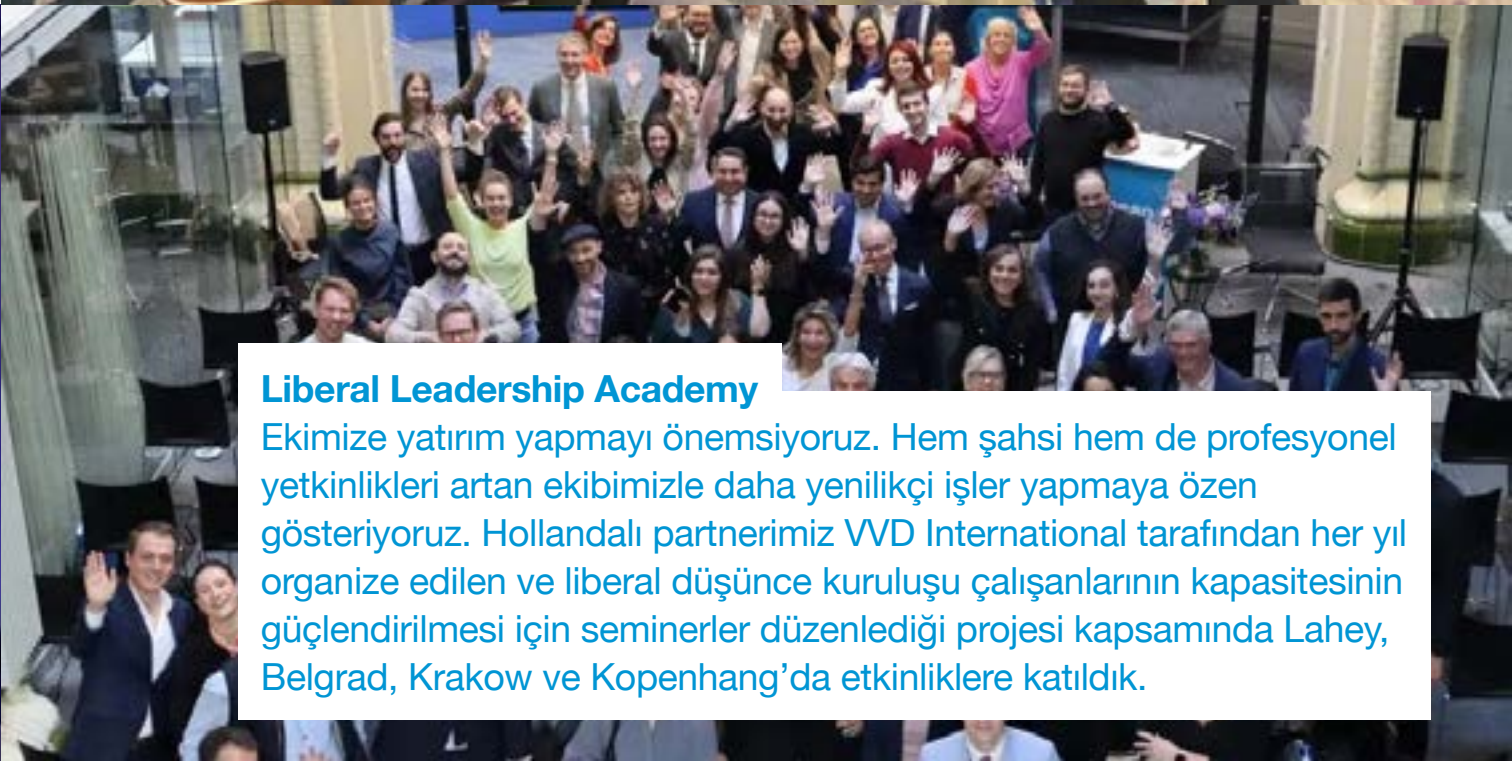 Liberal Leadership Academy
Ekimize yatırım yapmayı önemsiyoruz. Hem şahsi hem de profesyonel
yetkinlikleri artan ekibimizle daha yenilikçi işler yapmaya özen
gösteriyoruz. Hollandalı partnerimiz VVD International tarafından her yıl
organize edilen ve liberal düşünce kuruluşu çalışanlarının kapasitesinin
güçlendirilmesi için seminerler düzenlediği projesi kapsamında Lahey,
Belgrad, Krakow ve Kopenhang’da etkinliklere katıldık.